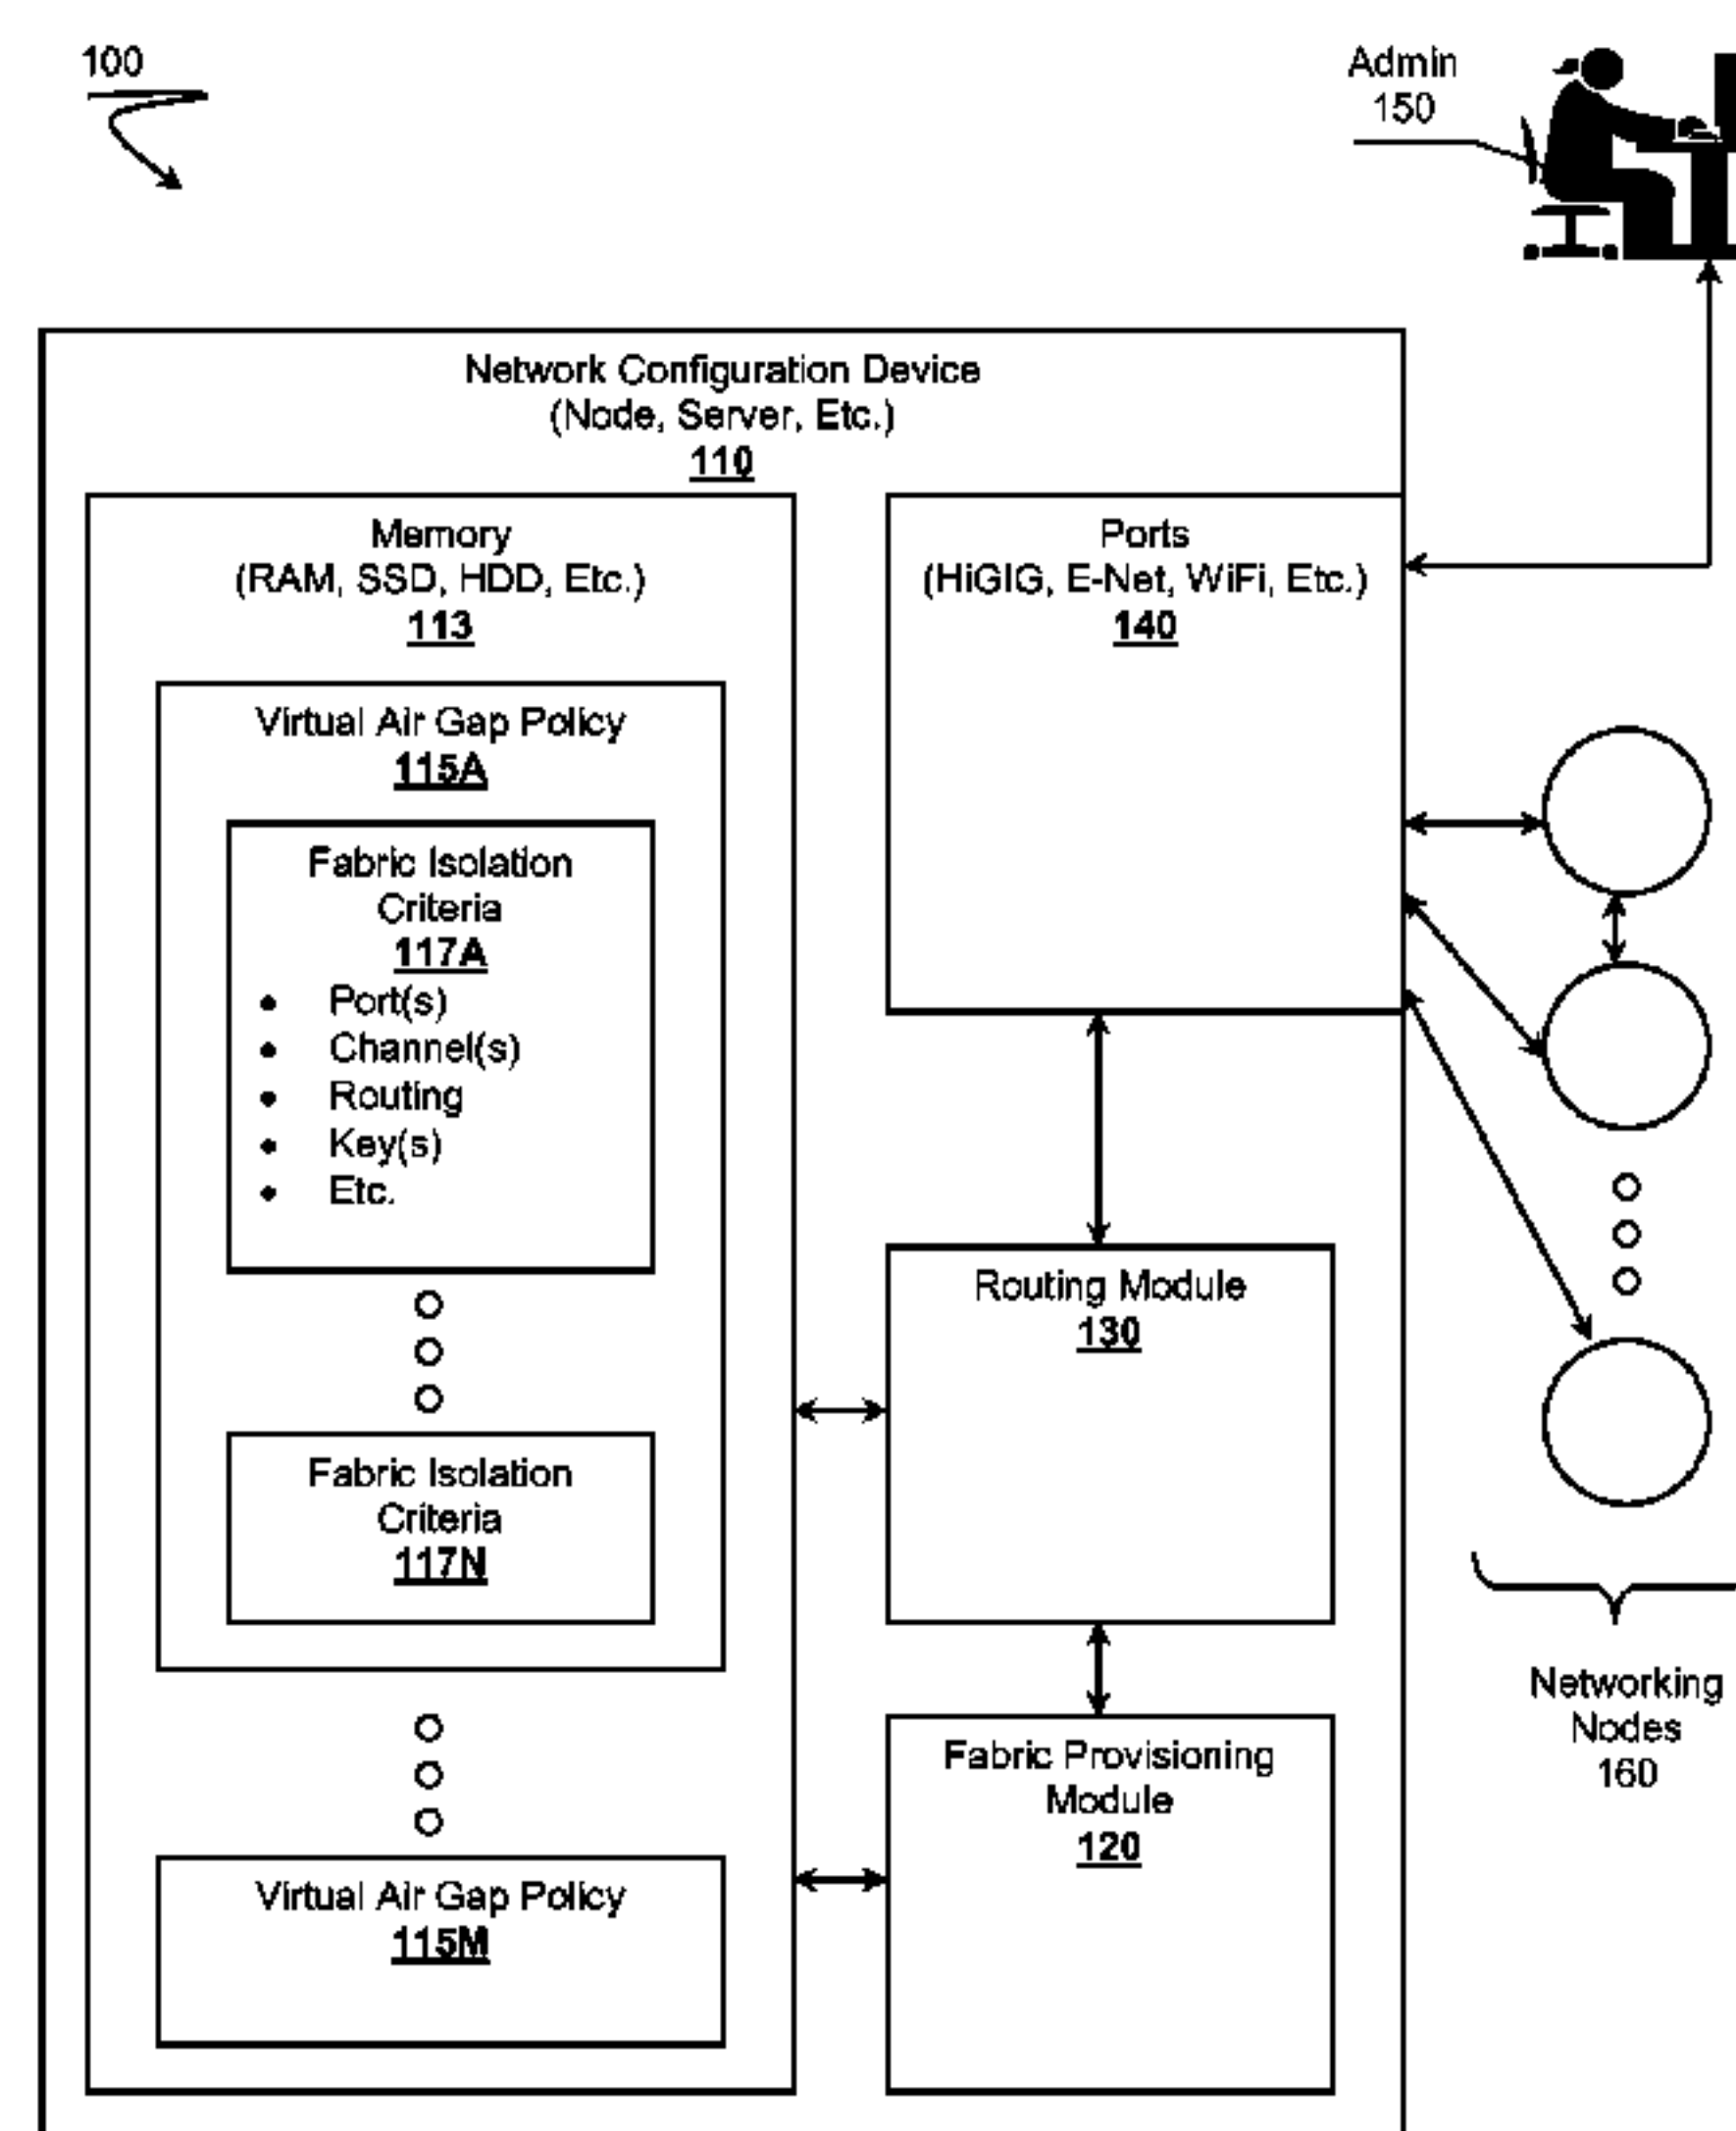 100
Admin
150
Network Configuration Device
(Node, Server, Etc.)
110
Memory
(RAM, SSD, HDD, Etc.)
113
Virtual Air Gap Policy
115A
Fabric Isolation
Criteria
117A
• Port(s)
• Channel(s)
• Routing
• Key(s)
• Etc.
Fabric Isolation
Criteria
117N
Virtual Air Gap Policy
115M
Ports
(HiGIG, E-Net, WiFi, Etc.)
140
Routing Module
130
Fabric Provisioning
Module
120
Networking
Nodes
160